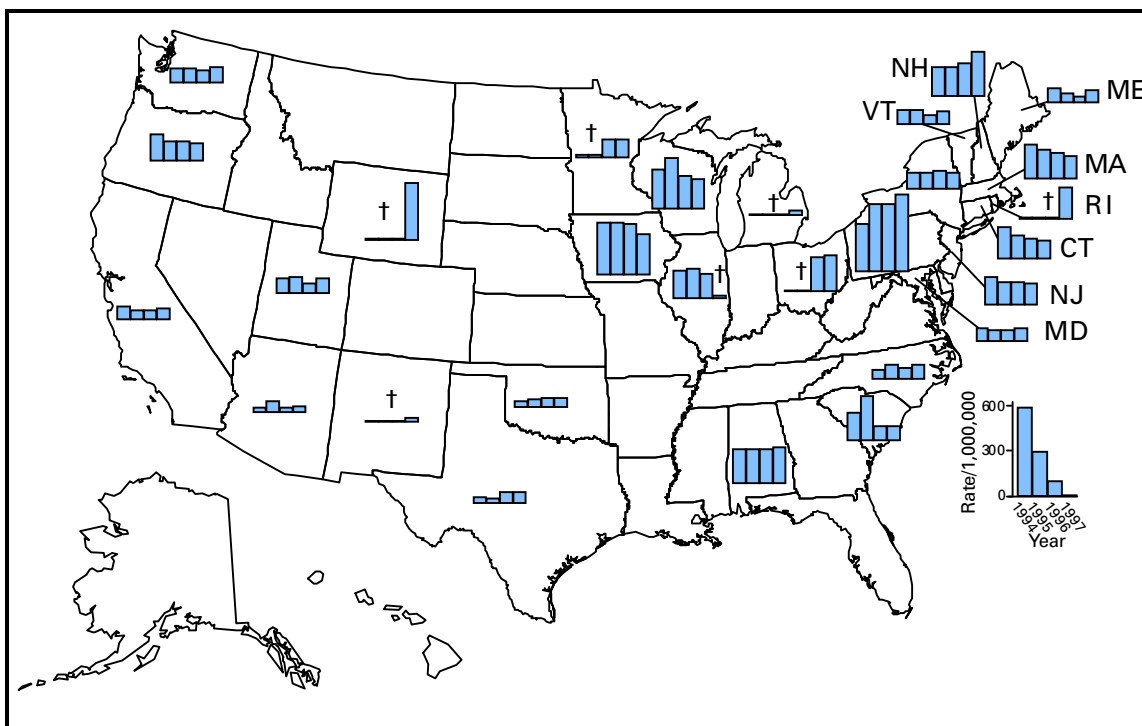 NH
ME
VT
†
MA
†
†
RI
CT
†
†
NJ
MD
†
600
300
0
Rate/1,000,000
1994
1995
1996
1997
Year